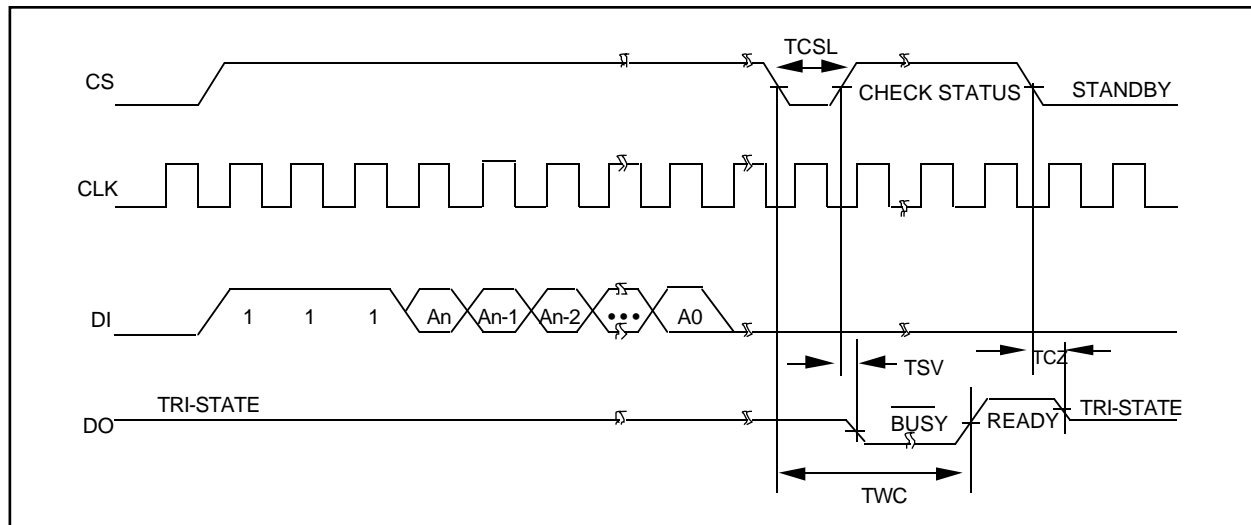 TCSL
CS
CHECK STATUS
STANDBY
CLK
DI
1 1 1 An An-1 An-2 ••• A0
TSV
TCZ
DO
TRI-STATE
BUSY
READY
TRI-STATE
TWC